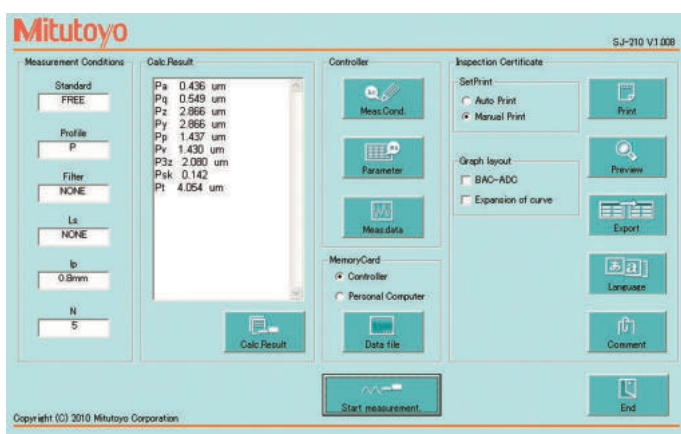 Mitutoyo
SJ-210 V1.008
Measurement Conditions
Standard
FREE
Profile
P
Filter
NONE
Ls
NONE
lp
0.8mm
N
5
Calc.Result
Pa 0.436 um
Pq 0.549 um
Pz 2.866 um
Py 2.866 um
Pp 1.437 um
Pv 1.430 um
P3z 2.080 um
Psk 0.142
Pt 4.054 um
Calc.Result
Controller
Meas.Cond.
Parameter
Meas.data
MemoryCard
Controller
Personal Computer
Data file
Start measurement.
Inspection Certificate
SetPrint
Auto Print
Manual Print
Graph layout
BAC-ADC
Expansion of curve
Print
Preview
Export
あ a
Language
Comment
End
Copyright (C) 2010 Mitutoyo Corporation